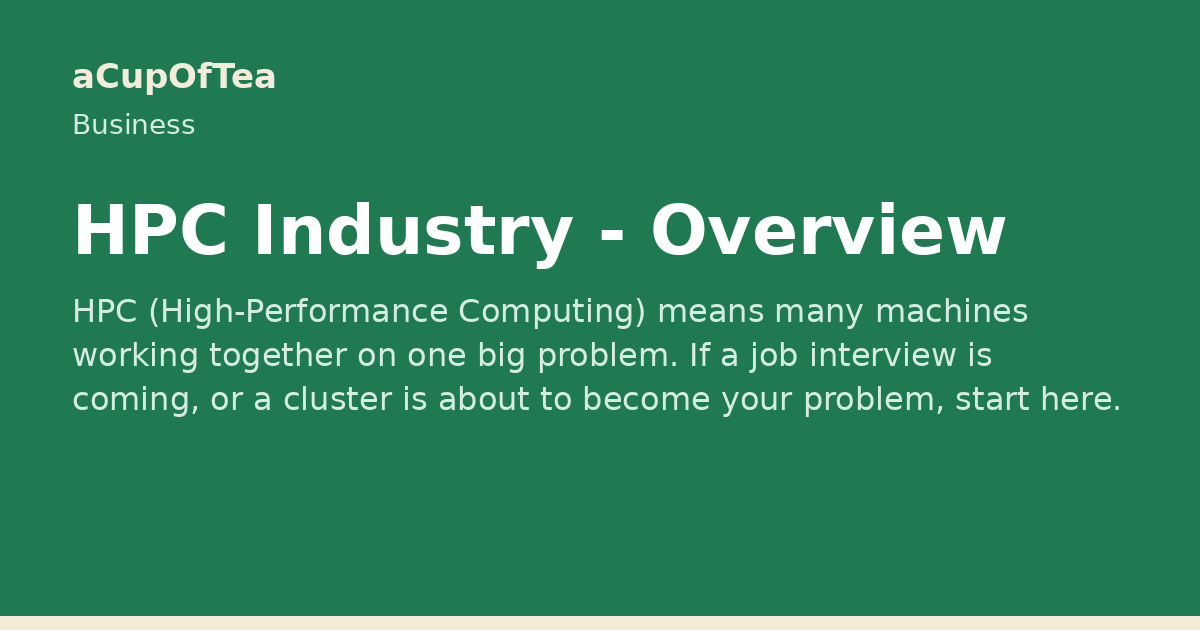 aCupOfTea
Business
HPC Industry - Overview
HPC (High-Performance Computing) means many machines
working together on one big problem. If a job interview is
coming, or a cluster is about to become your problem, start here.